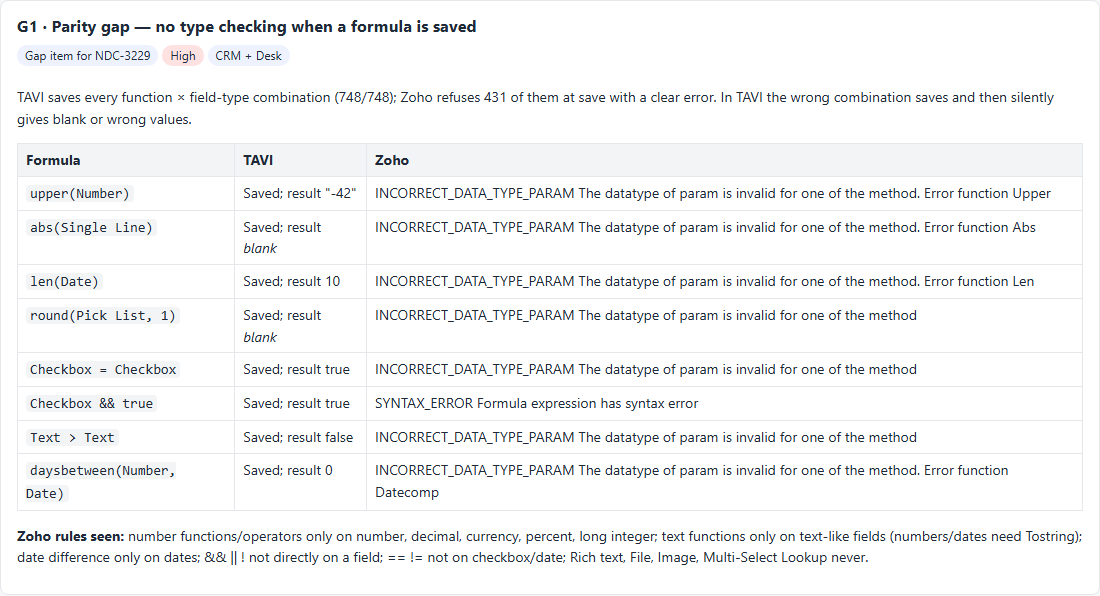 G1 · Parity gap — no type checking when a formula is saved
Gap item for NDC-3229 High CRM + Desk
TAVI saves every function × field-type combination (748/748); Zoho refuses 431 of them at save with a clear error. In TAVI the wrong combination saves and then silently
gives blank or wrong values.
Formula TAVI Zoho
upper(Number) Saved; result "-42" INCORRECT_DATA_TYPE_PARAM The datatype of param is invalid for one of the method. Error function Upper
abs(Single Line) Saved; result INCORRECT_DATA_TYPE_PARAM The datatype of param is invalid for one of the method. Error function Abs
blank
len(Date) Saved; result 10 INCORRECT_DATA_TYPE_PARAM The datatype of param is invalid for one of the method. Error function Len
round(Pick List, 1) Saved; result INCORRECT_DATA_TYPE_PARAM The datatype of param is invalid for one of the method
blank
Checkbox = Checkbox Saved; result true INCORRECT_DATA_TYPE_PARAM The datatype of param is invalid for one of the method
Checkbox && true Saved; result true SYNTAX_ERROR Formula expression has syntax error
Text > Text Saved; result false INCORRECT_DATA_TYPE_PARAM The datatype of param is invalid for one of the method
daysbetween(Number, Saved; result 0 INCORRECT_DATA_TYPE_PARAM The datatype of param is invalid for one of the method. Error function
Date) Datecomp
Zoho rules seen: number functions/operators only on number, decimal, currency, percent, long integer; text functions only on text-like fields (numbers/dates need Tostring);
date difference only on dates; && || ! not directly on a field; == != not on checkbox/date; Rich text, File, Image, Multi-Select Lookup never.